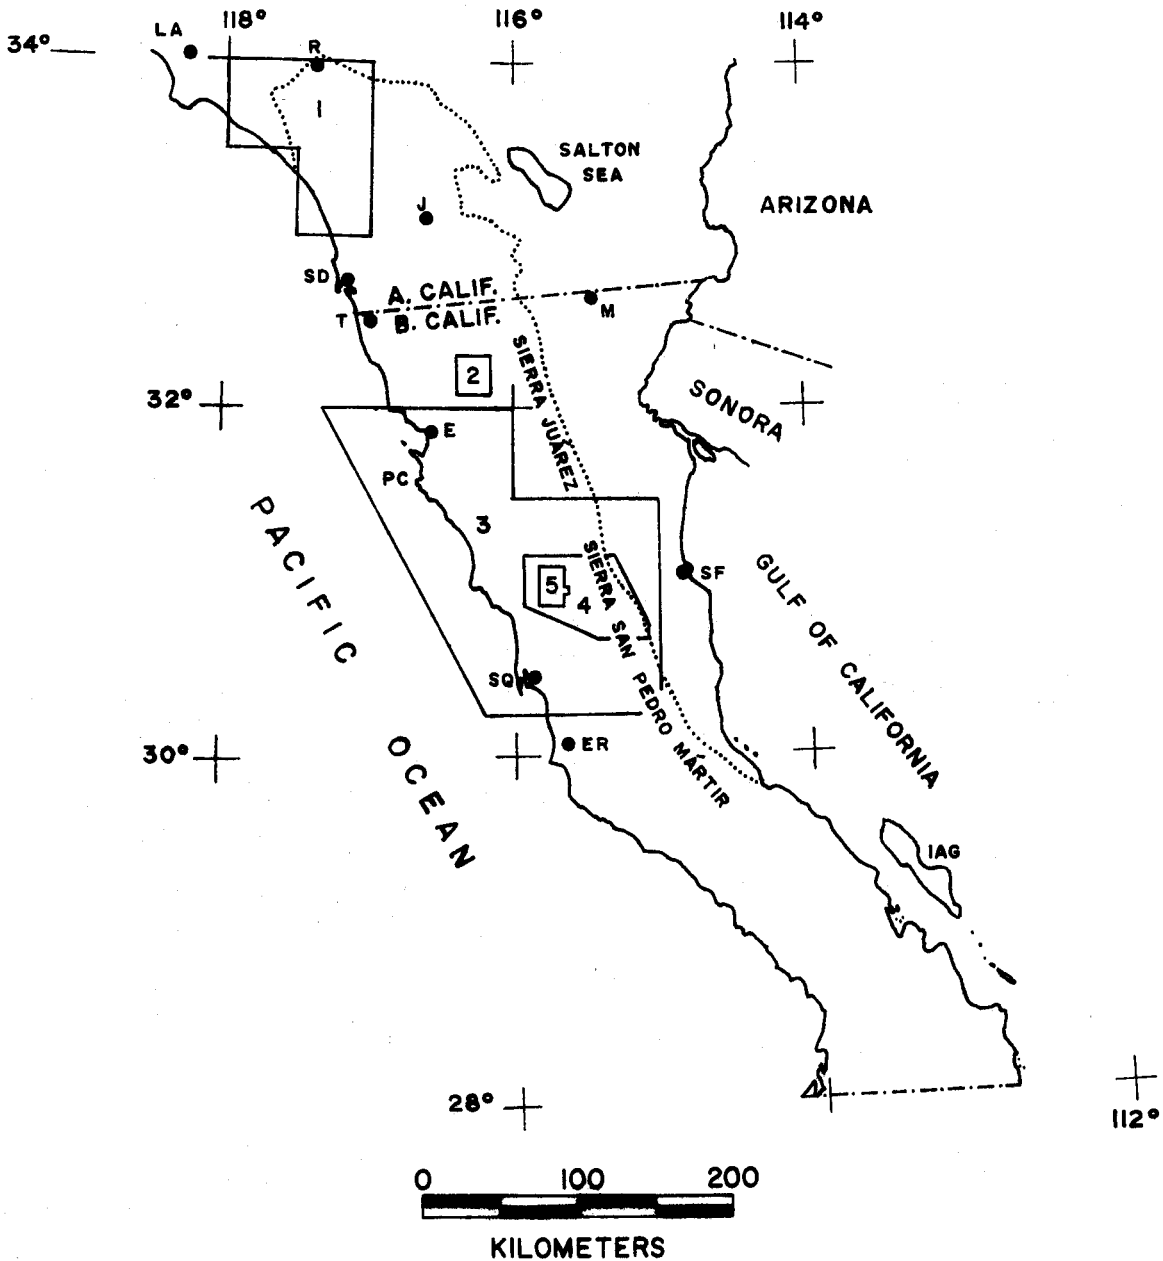 118° 116° 114°
LA
34°
R
1
SALTON
SEA
ARIZONA
J
SD
A. CALIF.
M
T
B. CALIF.
SIERRA JUÁREZ
2
32°
SONORA
E
PC
3
PACIFIC
OCEAN
SIERRA SAN PEDRO MÁRTIR
SF
GULF OF CALIFORNIA
5
4
SQ
30°
ER
IAG
28°
112°
0 100 200
KILOMETERS